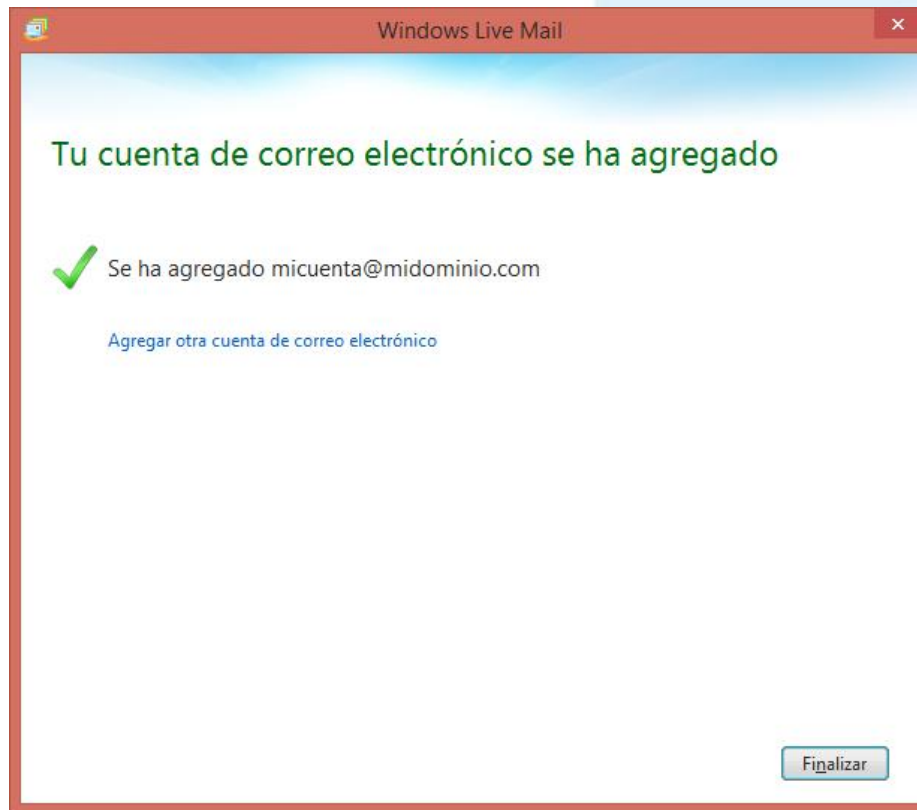 Windows Live Mail
Tu cuenta de correo electrónico se ha agregado
Se ha agregado micuenta@midominio.com
Agregar otra cuenta de correo electrónico
Finalizar